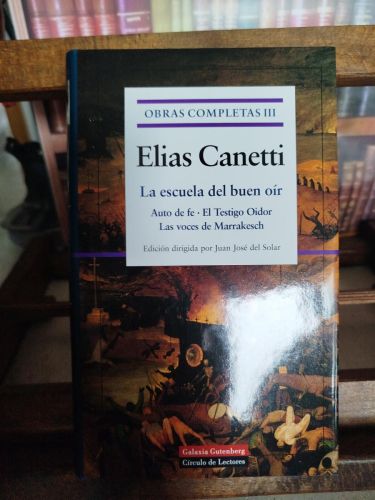 OBRAS COMPLETAS III
Elias Canetti
La escuela del buen oír
Auto de fe · El Testigo Oidor
Las voces de Marrakesch
Edición dirigida por Juan José del Solar
Galaxia Gutenberg
Círculo de Lectores